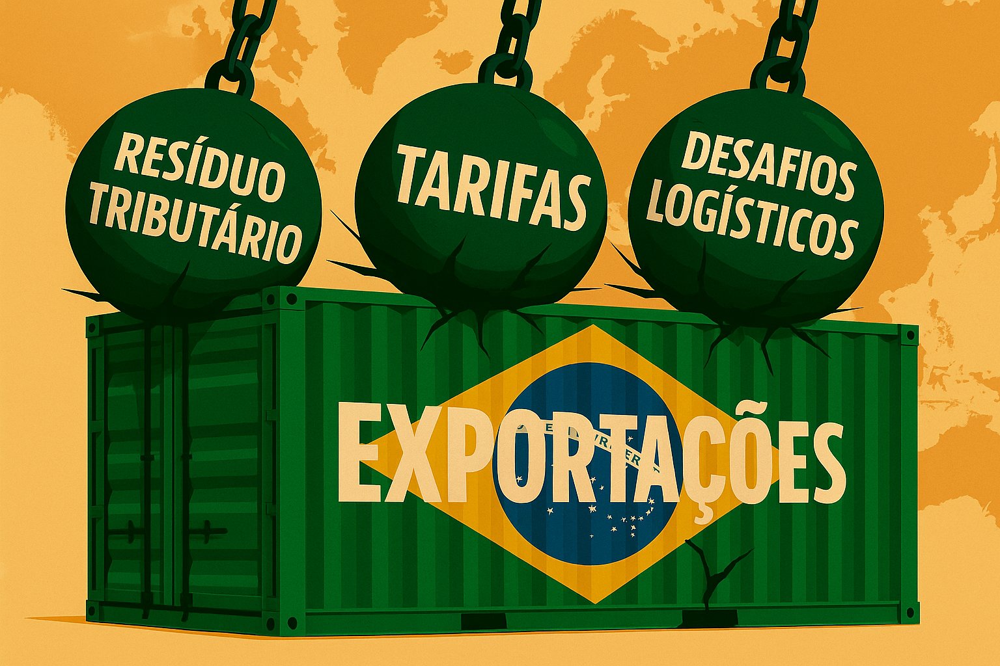 RESÍDUO
TRIBUTÁRIO
TARIFAS
DESAFIOS
LOGÍSTICOS
EXPORTAÇÕES